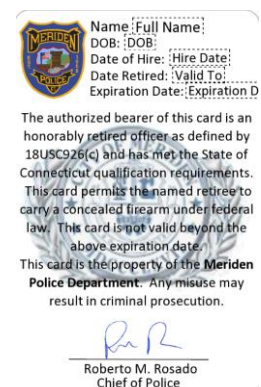 MERIDEN
POLICE
Name: Full Name
DOB: DOB
Date of Hire: Hire Date
Date Retired: Valid To
Expiration Date: Expiration D
The authorized bearer of this card is an
honorably retired officer as defined by
18USC926(c) and has met the State of
Connecticut qualification requirements.
This card permits the named retiree to
carry a concealed firearm under federal
law. This card is not valid beyond the
above expiration date.
This card is the property of the Meriden
Police Department. Any misuse may
result in criminal prosecution.
Roberto M. Rosado
Chief of Police